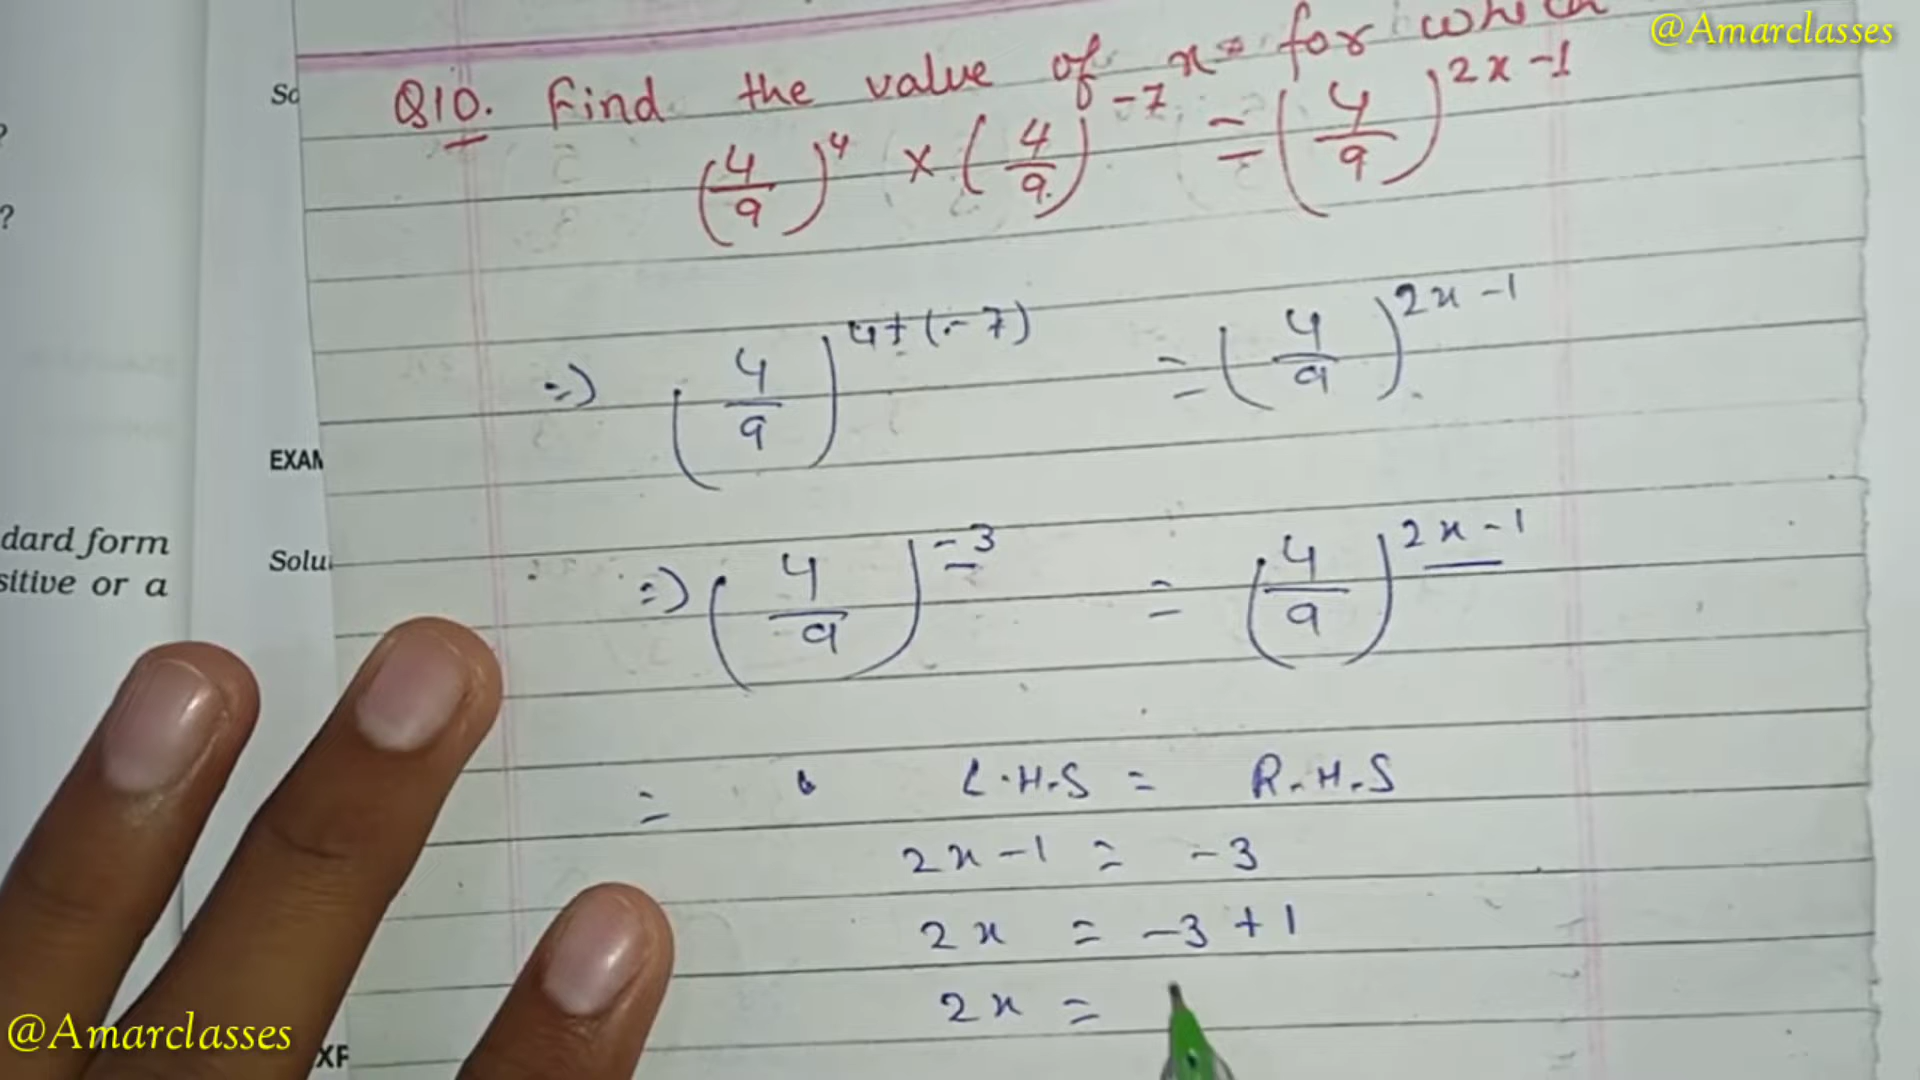 @Amarclasses
Q10. Find the value of x for which
(4/9)^4 × (4/9)^-7 = (4/9)^2x-1
=) (4/9)^4+(-7) = (4/9)^2x-1
=) (4/9)^-3 = (4/9)^2x-1
= L.H.S = R.H.S
2x-1 = -3
2x = -3+1
2x =
?
?
dard form
sitive or a
EXAM
Solu
@Amarclasses